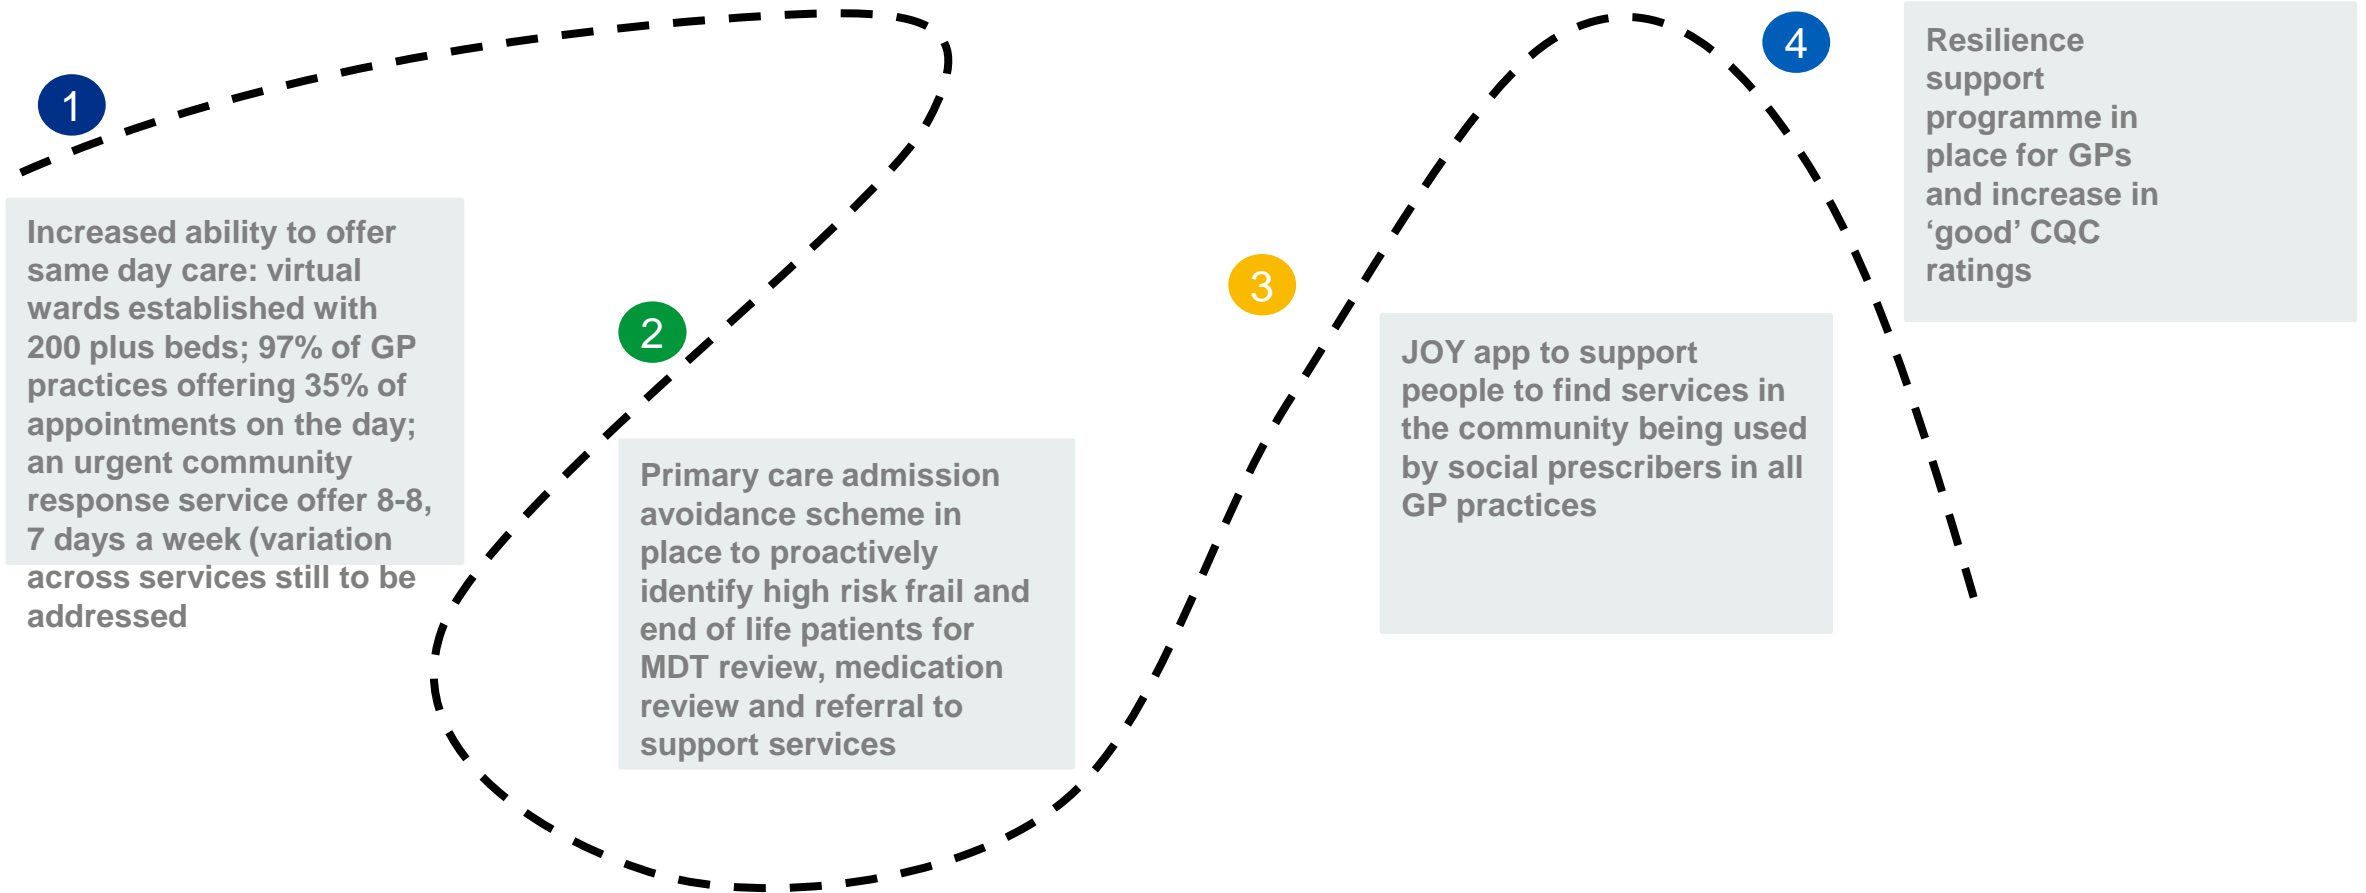 1
Increased ability to offer
same day care: virtual
wards established with
200 plus beds; 97% of GP
practices offering 35% of
appointments on the day;
an urgent community
response service offer 8-8,
7 days a week (variation
across services still to be
addressed
2
Primary care admission
avoidance scheme in
place to proactively
identify high risk frail and
end of life patients for
MDT review, medication
review and referral to
support services
3
JOY app to support
people to find services in
the community being used
by social prescribers in all
GP practices
4
Resilience
support
programme in
place for GPs
and increase in
‘good’ CQC
ratings